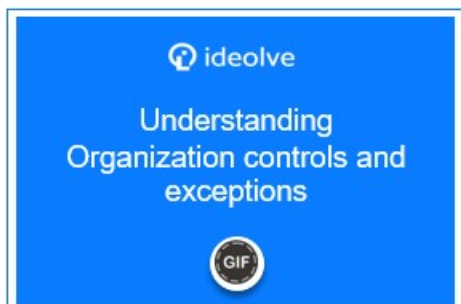 ideolve
Understanding
Organization controls and
exceptions
GIF